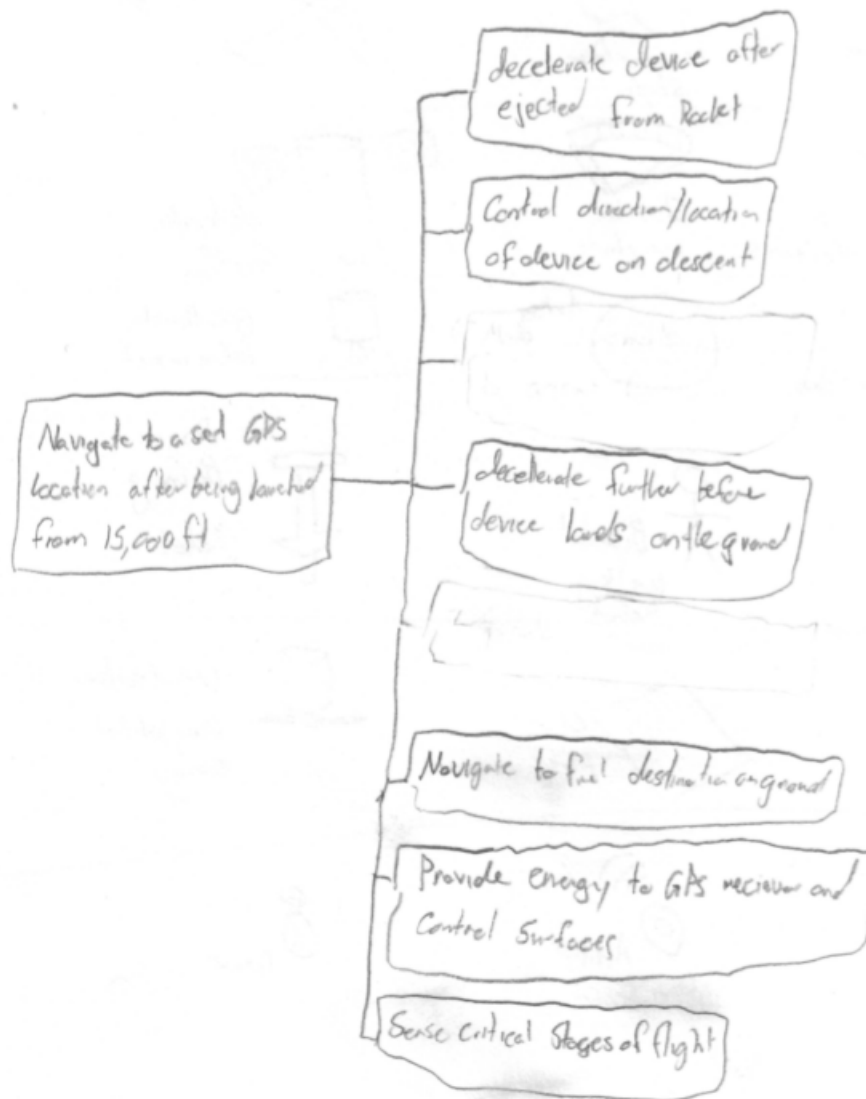 decelerate device after
ejected from Rocket
Control direction/location
of device on descent
Navigate to a set GPS
location after being launched
from 15,000 ft
decellerate further before
device lands on the ground
Navigate to final destination on ground
Provide energy to GPS reciever and
Control Surfaces
Sense critical Stages of flight